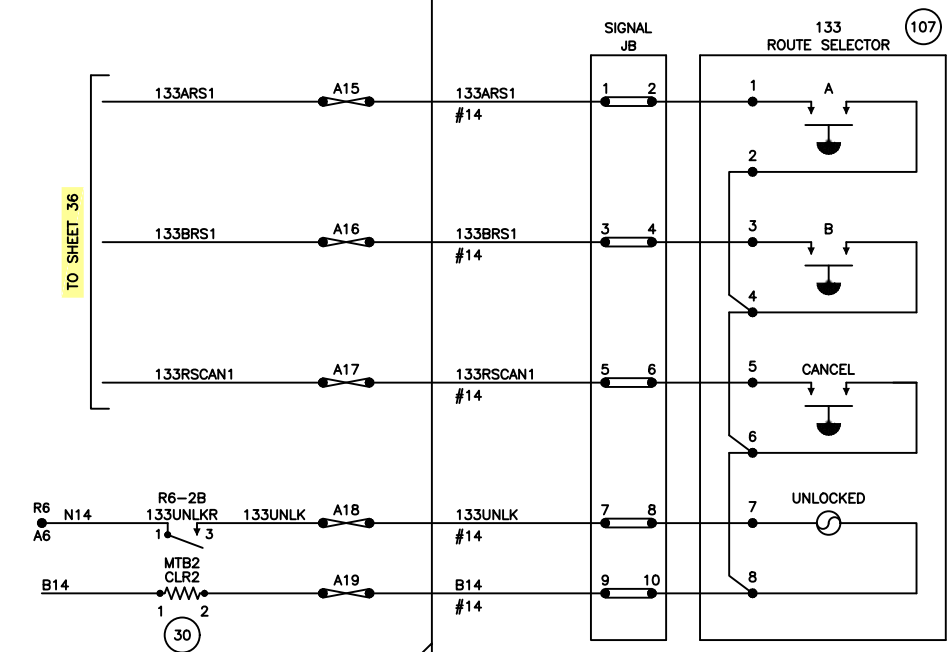 SIGNAL
JB
133
ROUTE SELECTOR
107
TO SHEET 36
133ARS1
A15
133ARS1
#14
1 2
1
A
2
133BRS1
A16
133BRS1
#14
3 4
3
B
4
133RSCAN1
A17
133RSCAN1
#14
5 6
5
CANCEL
6
R6
A6
N14
R6-2B
133UNLKR
1 3
133UNLK
A18
133UNLK
#14
7 8
7
UNLOCKED
B14
MTB2
CLR2
1 2
30
A19
B14
#14
9 10
8